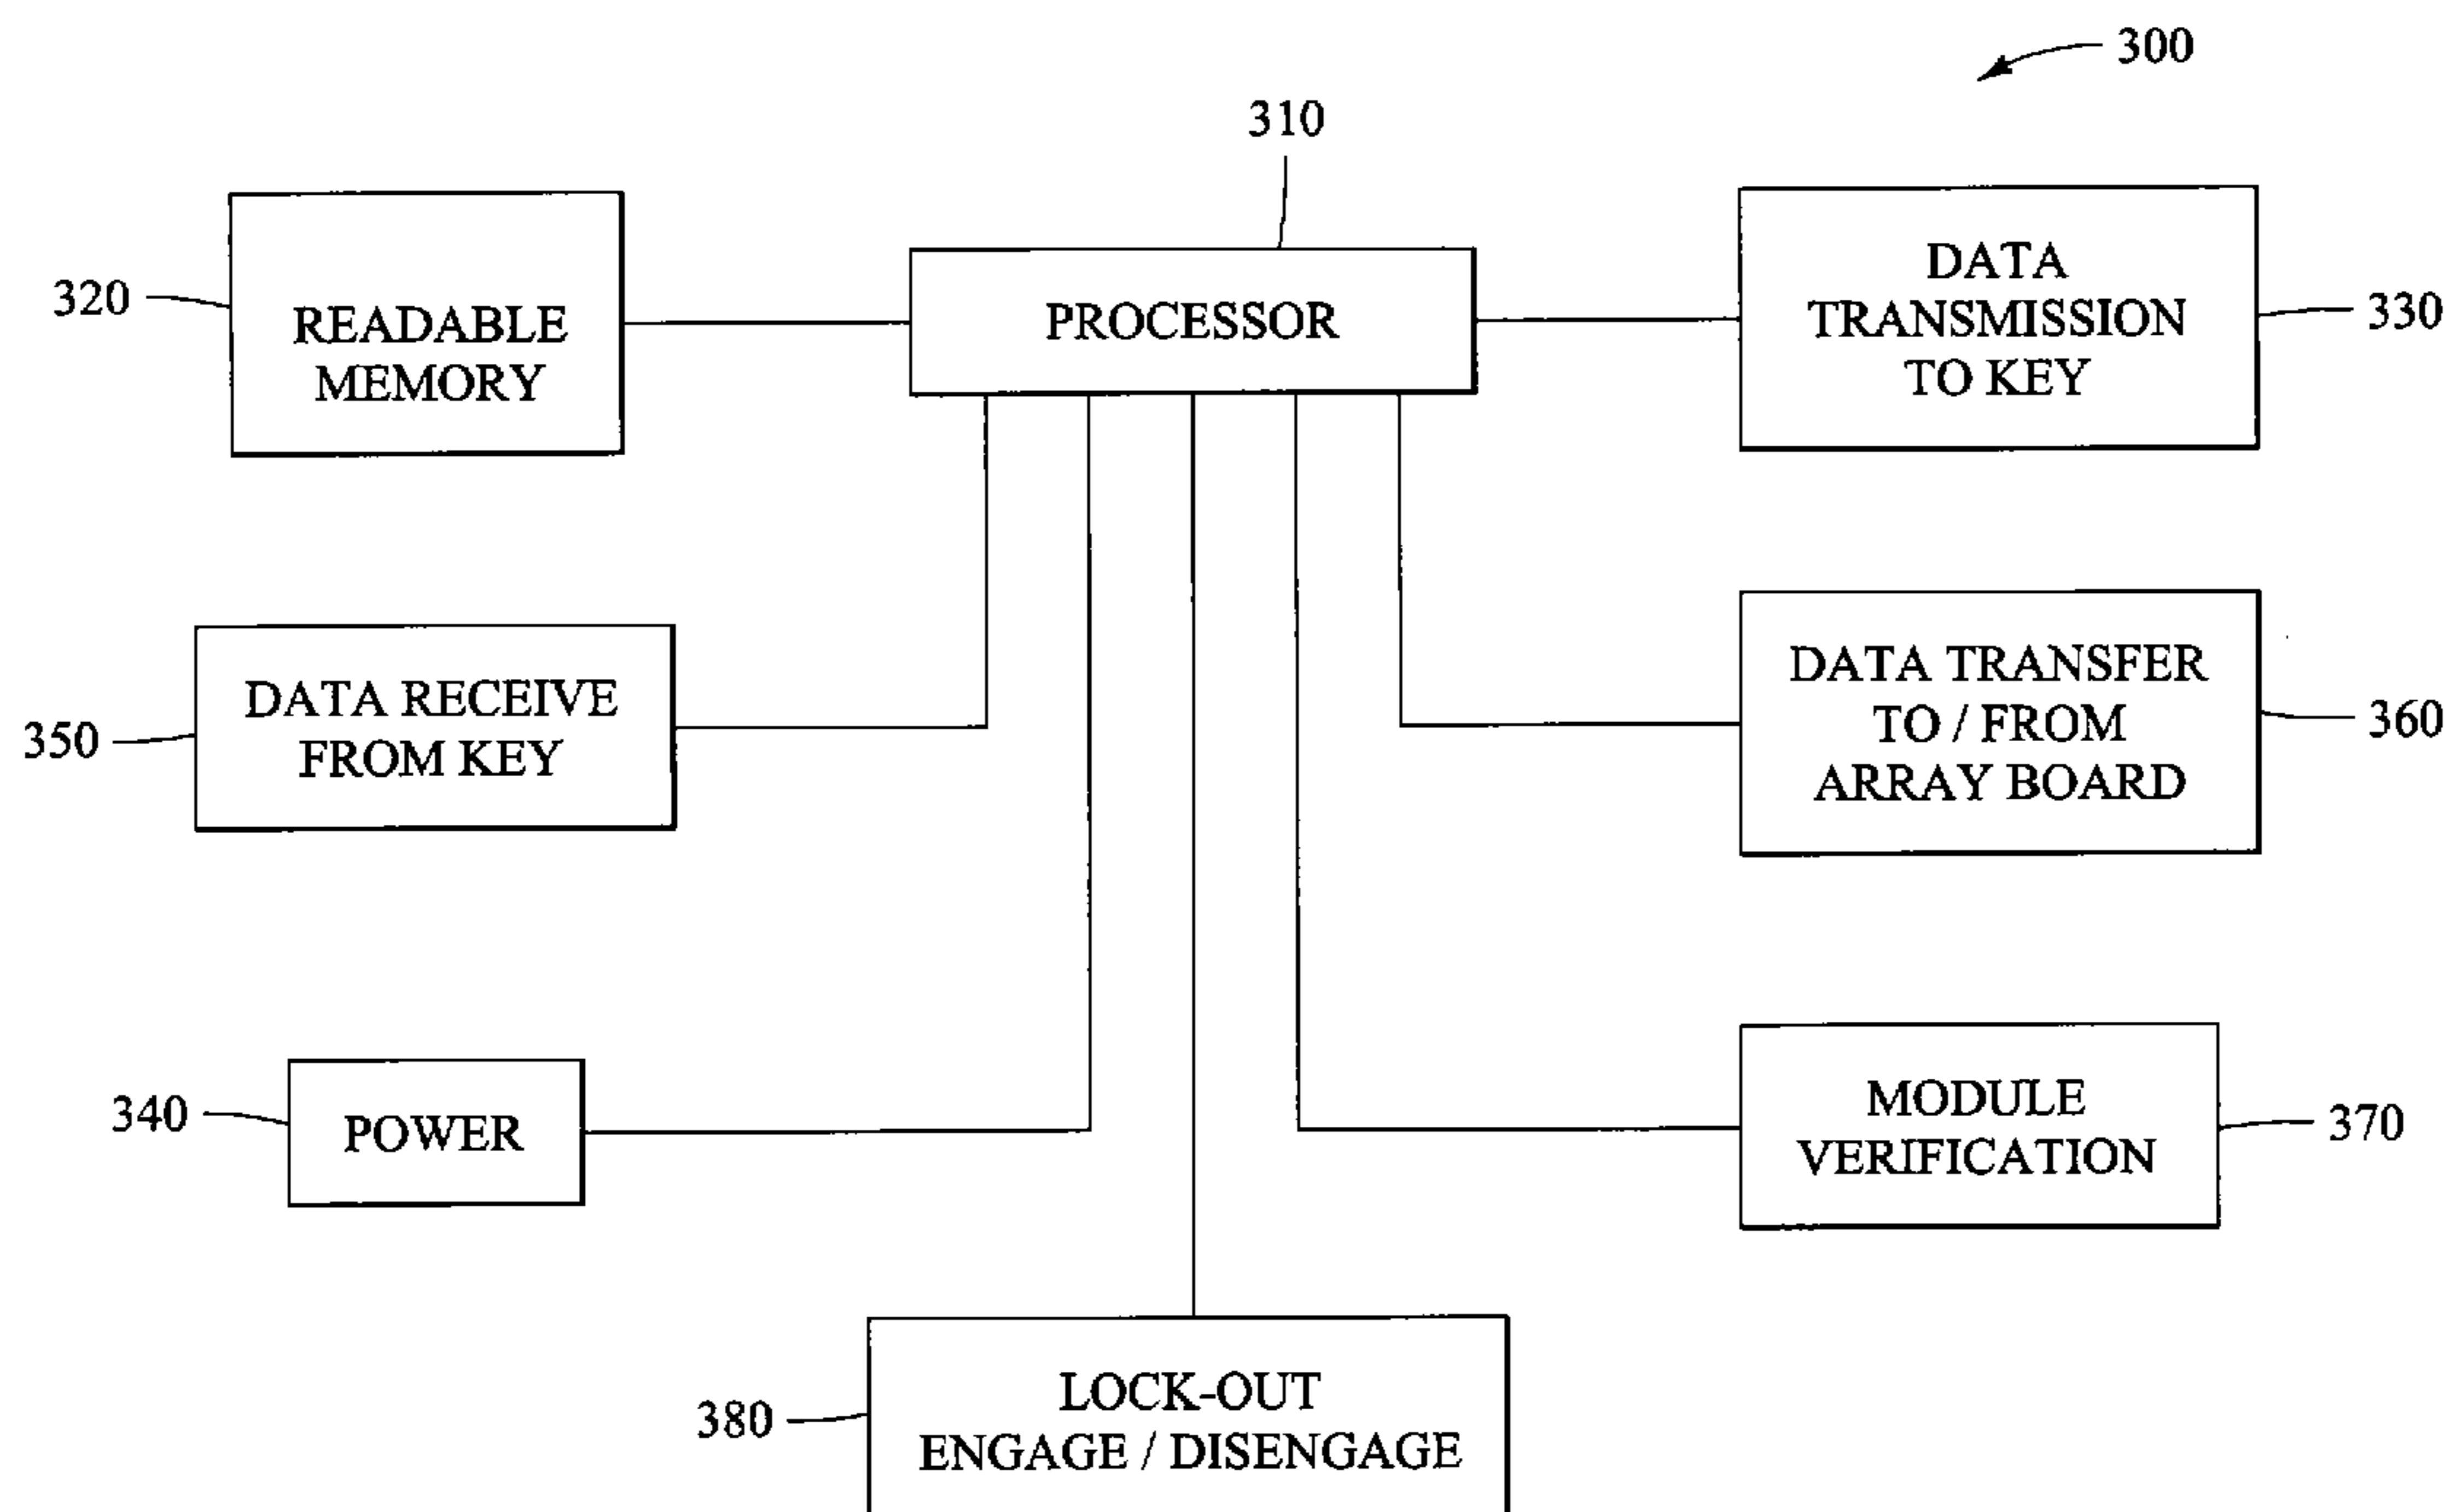 300
310
320
READABLE
MEMORY
PROCESSOR
DATA
TRANSMISSION
TO KEY
330
350
DATA RECEIVE
FROM KEY
DATA TRANSFER
TO / FROM
ARRAY BOARD
360
340
POWER
MODULE
VERIFICATION
370
380
LOCK-OUT
ENGAGE / DISENGAGE